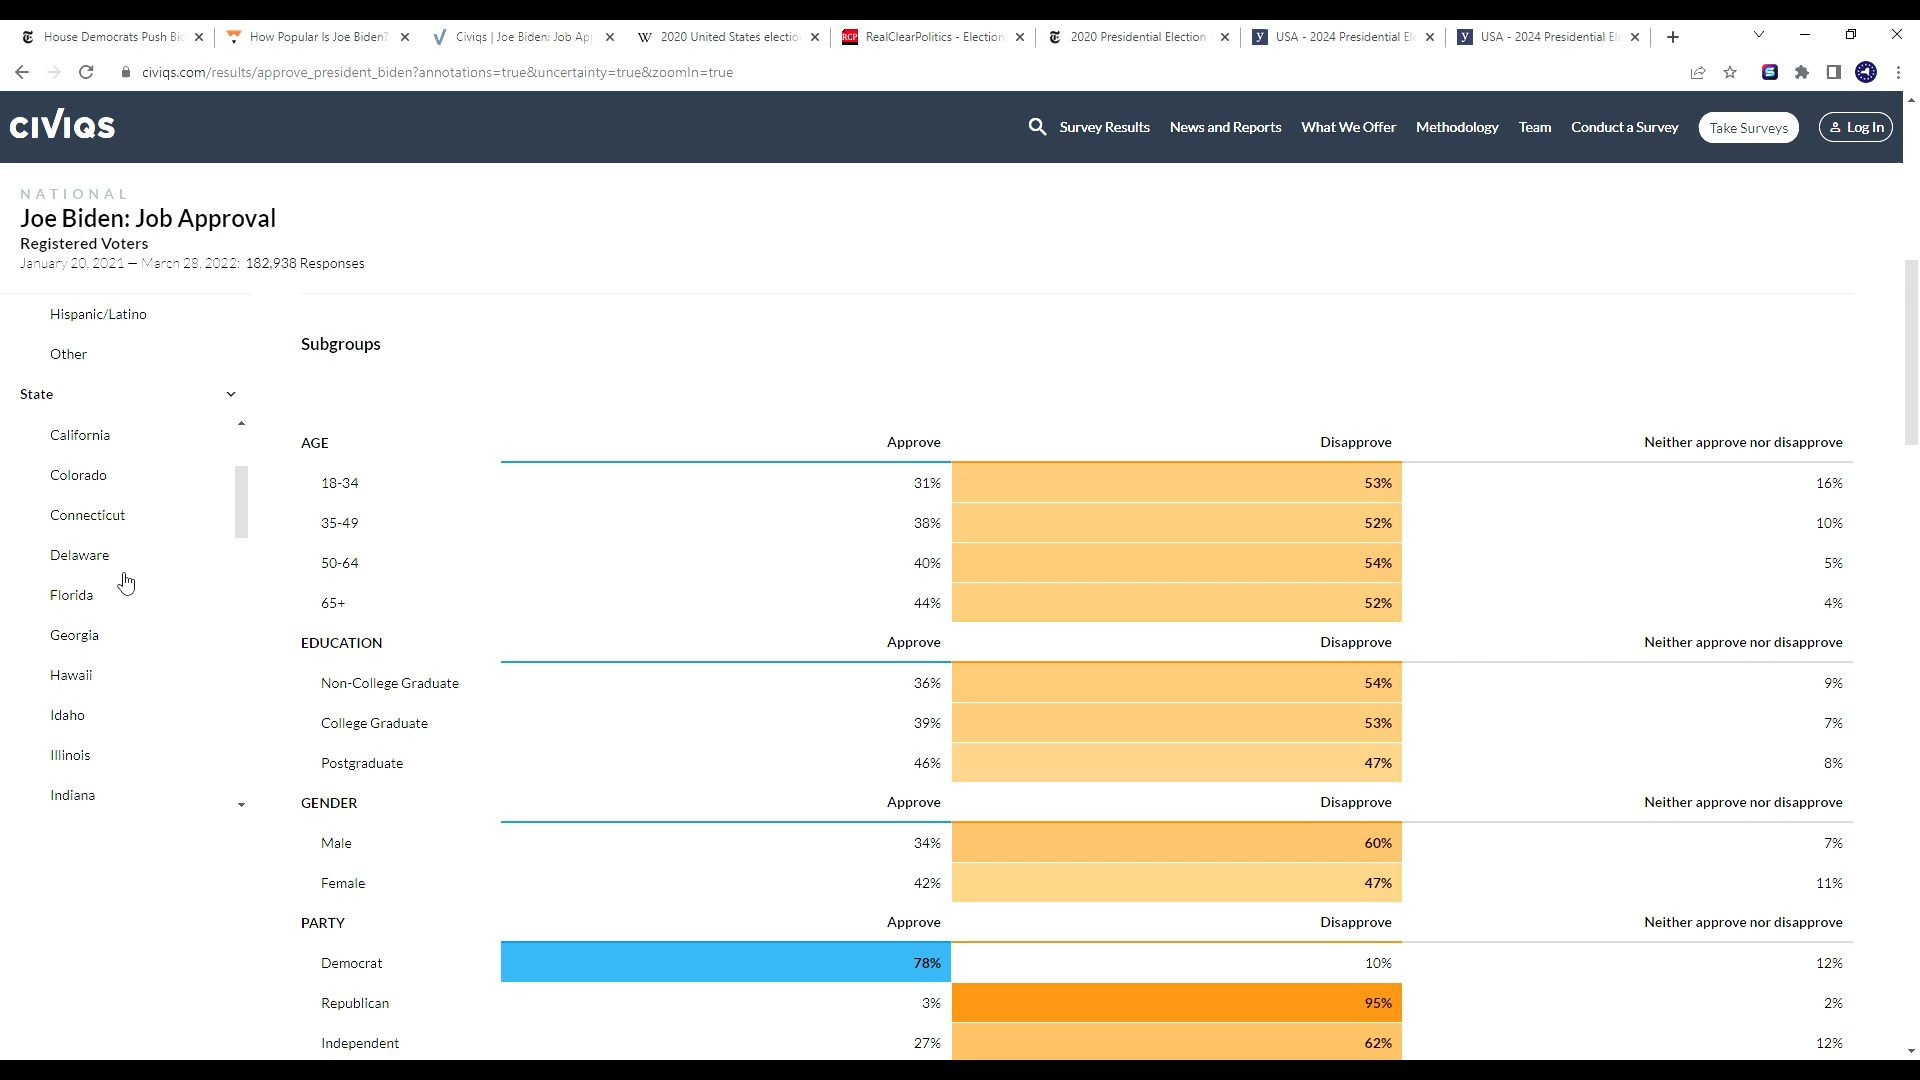 House Democrats Push Bi
How Popular Is Joe Biden?
Civiqs | Joe Biden: Job Ap
W 2020 United States electio
RCP RealClearPolitics - Election
2020 Presidential Election
y USA - 2024 Presidential El
y USA - 2024 Presidential El
civiqs.com/results/approve_president_biden?annotations=true&uncertainty=true&zoomIn=true
CIVIQS
Survey Results News and Reports What We Offer Methodology Team Conduct a Survey Take Surveys Log In
NATIONAL
Joe Biden: Job Approval
Registered Voters
January 20, 2021 — March 28, 2022: 182,938 Responses
Hispanic/Latino
Other
State
California
Colorado
Connecticut
Delaware
Florida
Georgia
Hawaii
Idaho
Illinois
Indiana
Subgroups
AGE Approve Disapprove Neither approve nor disapprove
18-34 31% 53% 16%
35-49 38% 52% 10%
50-64 40% 54% 5%
65+ 44% 52% 4%
EDUCATION Approve Disapprove Neither approve nor disapprove
Non-College Graduate 36% 54% 9%
College Graduate 39% 53% 7%
Postgraduate 46% 47% 8%
GENDER Approve Disapprove Neither approve nor disapprove
Male 34% 60% 7%
Female 42% 47% 11%
PARTY Approve Disapprove Neither approve nor disapprove
Democrat 78% 10% 12%
Republican 3% 95% 2%
Independent 27% 62% 12%